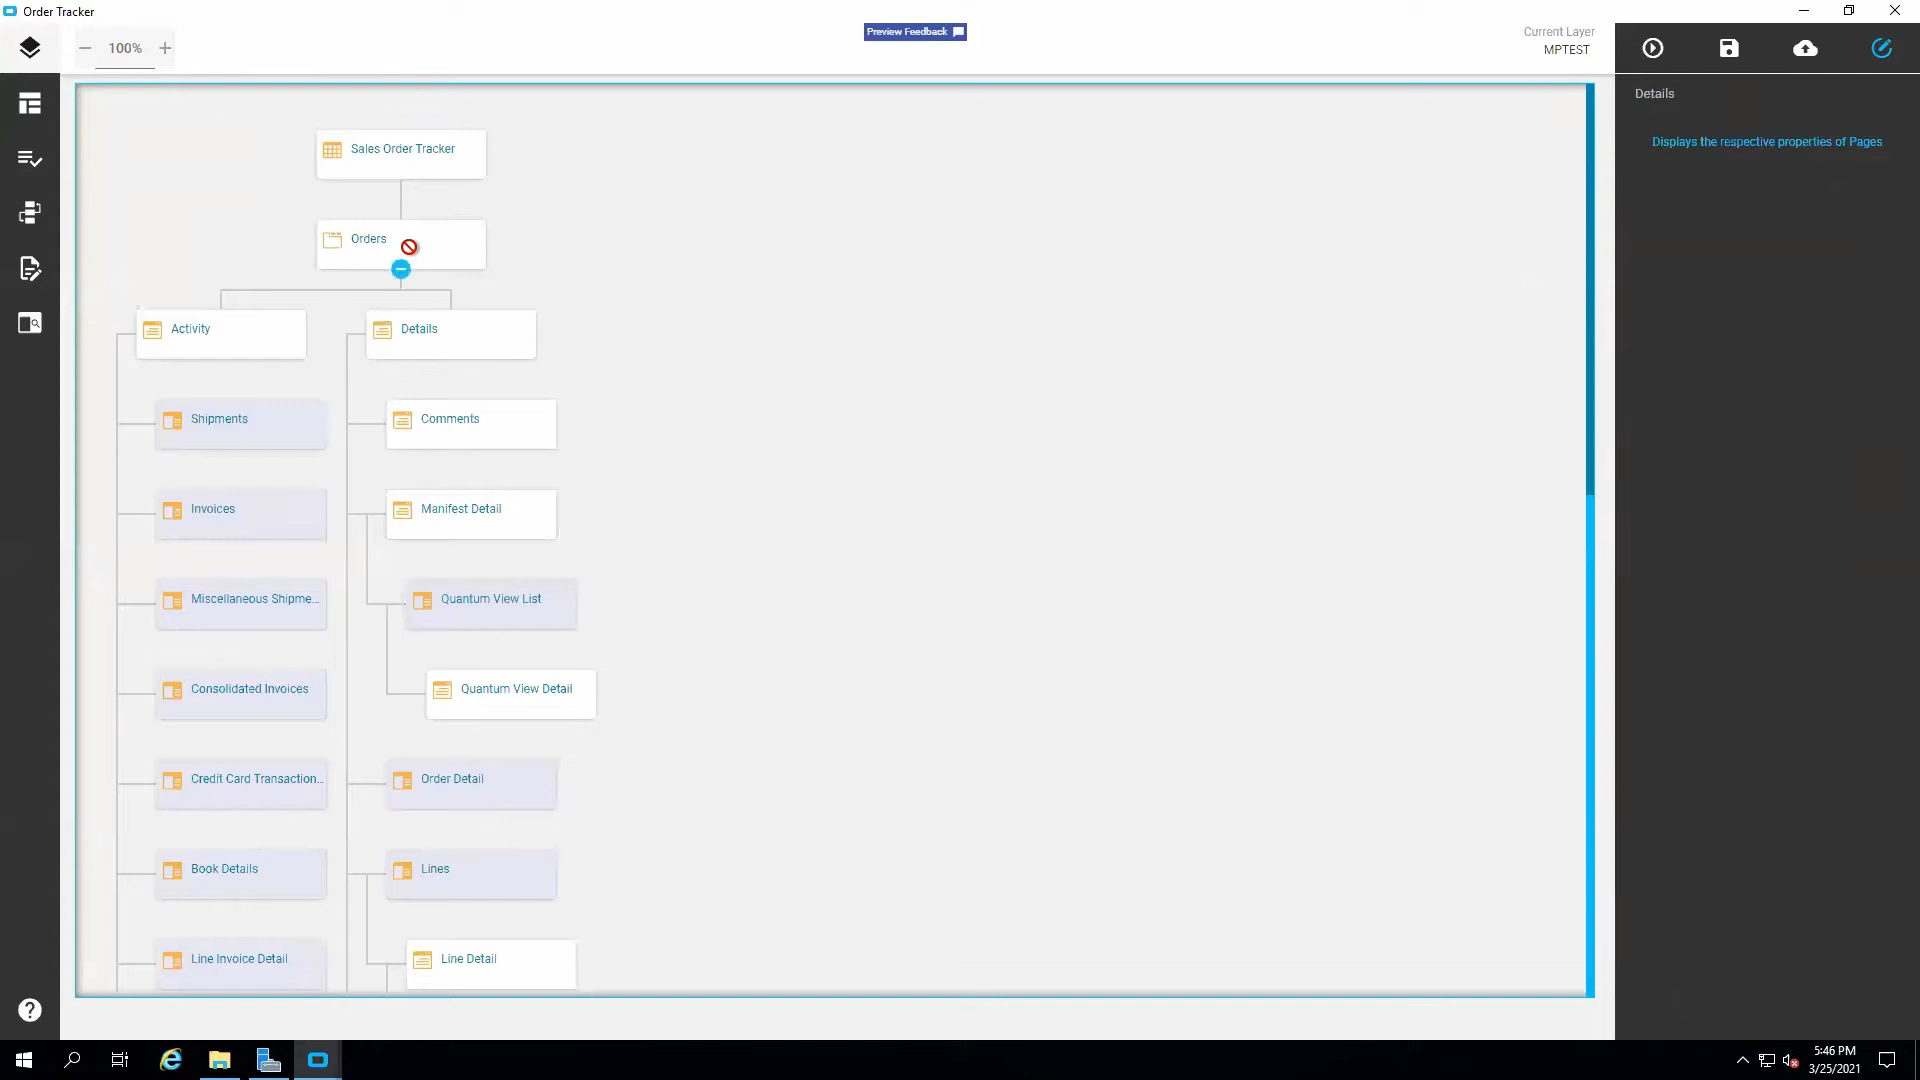 Order Tracker
100%
Preview Feedback
Current Layer
MPTEST
Details
Displays the respective properties of Pages
Sales Order Tracker
Orders
Activity
Details
Shipments
Comments
Invoices
Manifest Detail
Miscellaneous Shipme...
Quantum View List
Consolidated Invoices
Quantum View Detail
Credit Card Transaction...
Order Detail
Book Details
Lines
Line Invoice Detail
Line Detail
5:46 PM
3/25/2021